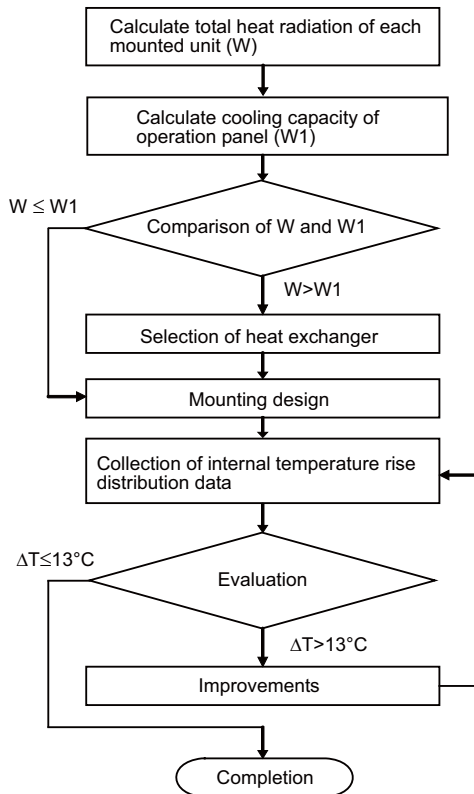 Calculate total heat radiation of each
mounted unit (W)
Calculate cooling capacity of
operation panel (W1)
W ≤ W1
Comparison of W and W1
W>W1
Selection of heat exchanger
Mounting design
Collection of internal temperature rise
distribution data
ΔT≤13°C
Evaluation
ΔT>13°C
Improvements
Completion